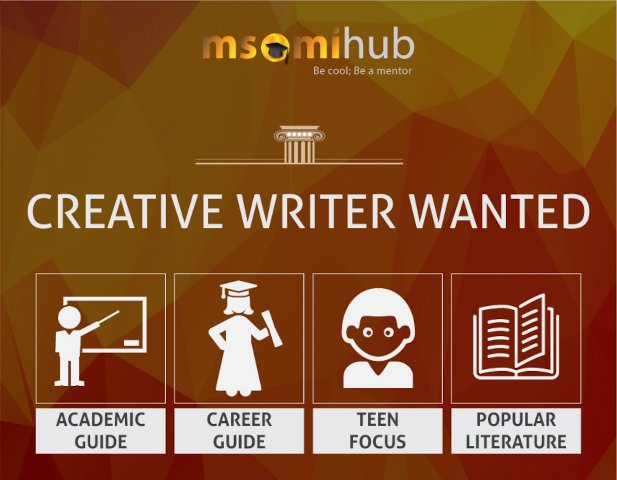 msomihub
Be cool; Be a mentor
CREATIVE WRITER WANTED
ACADEMIC
GUIDE
CAREER
GUIDE
TEEN
FOCUS
POPULAR
LITERATURE